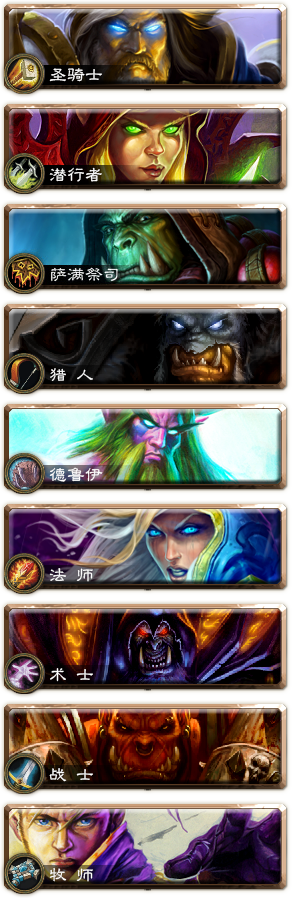 圣骑士
潜行者
萨满祭司
猎 人
德鲁伊
法 师
术 士
战 士
牧 师